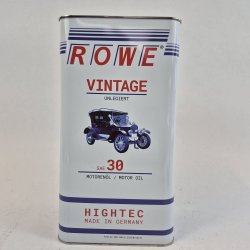 ROWE®
VINTAGE
UNLEGIERT
SAE 30
MOTORENÖL / MOTOR OIL
HIGHTEC
MADE IN GERMANY